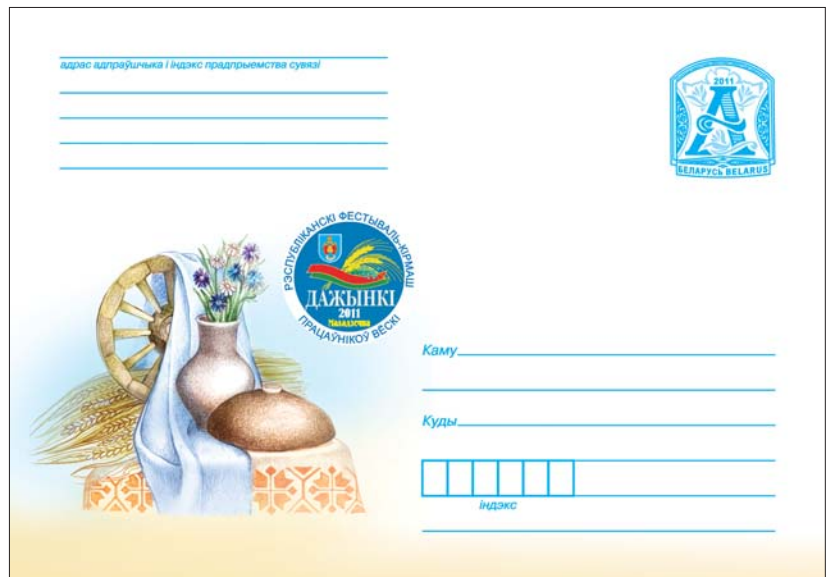 адрас адпраўшчыка і індэкс прадпрыемства сувязі
2011
А
БЕЛАРУСЬ BELARUS
РЭСПУБЛІКАНСКІ ФЕСТЫВАЛЬ-КІРМАШ
ДАЖЫНКІ
2011
Маладзечна
ПРАЦАЎНІКОЎ ВЁСКІ
Каму
Куды
індэкс